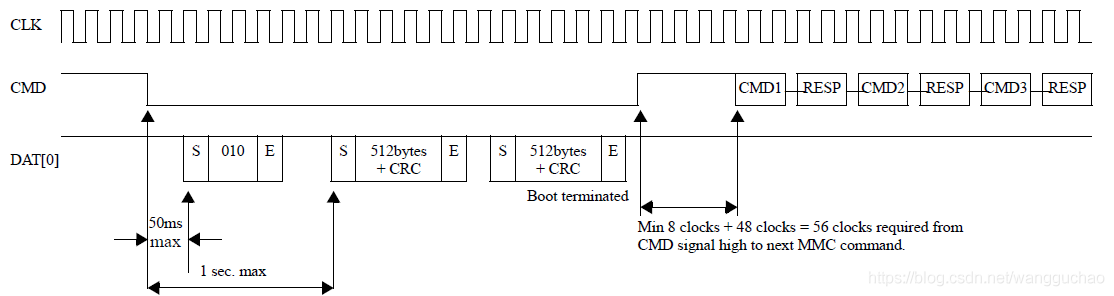 CLK
CMD
CMD1 RESP CMD2 RESP CMD3 RESP
DAT[0]
S 010 E S 512bytes + CRC E S 512bytes + CRC E
Boot terminated
50ms
max
1 sec. max
Min 8 clocks + 48 clocks = 56 clocks required from
CMD signal high to next MMC command.
https://blog.csdn.net/wangguchao